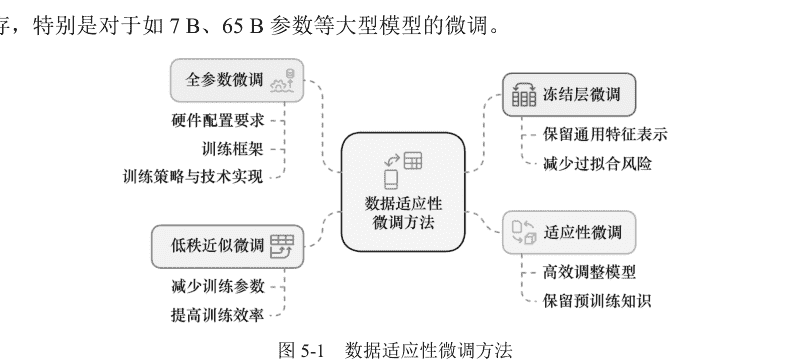 存，特别是对于如 7 B、65 B 参数等大型模型的微调。
全参数微调
硬件配置要求
训练框架
训练策略与技术实现
冻结层微调
保留通用特征表示
减少过拟合风险
数据适应性
微调方法
低秩近似微调
减少训练参数
提高训练效率
适应性微调
高效调整模型
保留预训练知识
图 5-1 数据适应性微调方法